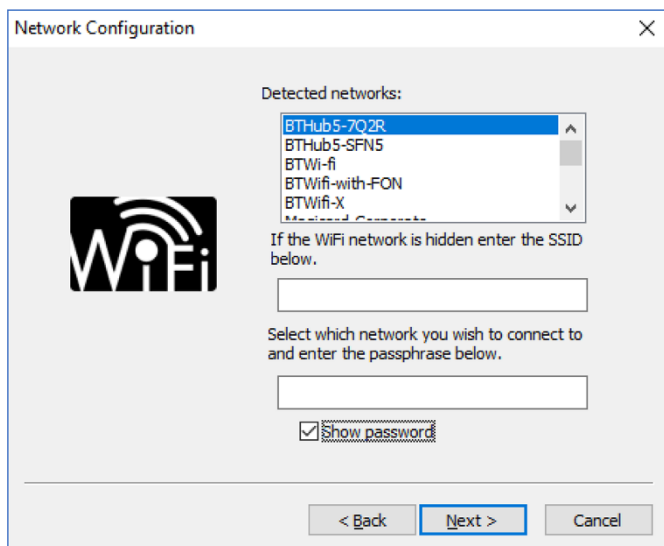 Network Configuration
Detected networks:
BTHub5-7Q2R
BTHub5-SFN5
BTWi-fi
BTWifi-with-FON
BTWifi-X
WiFi
If the WiFi network is hidden enter the SSID
below.
Select which network you wish to connect to
and enter the passphrase below.
Show password
< Back
Next >
Cancel